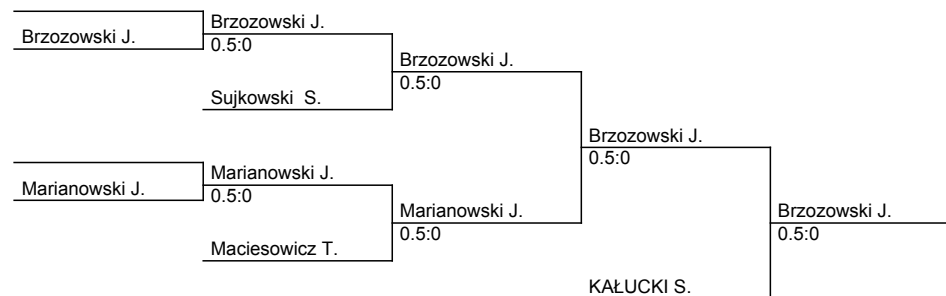 Brzozowski J.
Brzozowski J.
0.5:0
Brzozowski J.
0.5:0
Sujkowski S.
Brzozowski J.
0.5:0
Marianowski J.
Marianowski J.
0.5:0
Marianowski J.
0.5:0
Brzozowski J.
0.5:0
Maciesowicz T.
KAŁUCKI S.